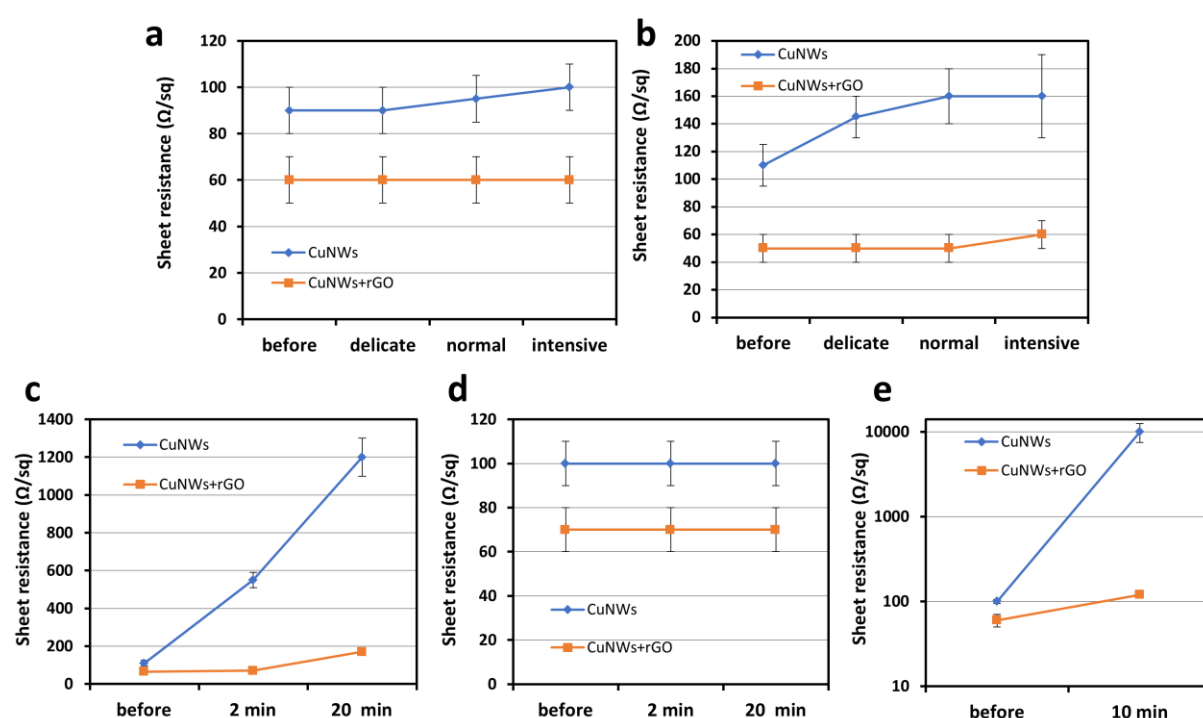 a
120
100
80
60
40
20
0
Sheet resistance (Ω/sq)
CuNWs
CuNWs+rGO
before delicate normal intensive
b
200
180
160
140
120
100
80
60
40
20
0
Sheet resistance (Ω/sq)
CuNWs
CuNWs+rGO
before delicate normal intensive
c
1400
1200
1000
800
600
400
200
0
Sheet resistance (Ω/sq)
CuNWs
CuNWs+rGO
before 2 min 20 min
d
120
100
80
60
40
20
0
Sheet resistance (Ω/sq)
CuNWs
CuNWs+rGO
before 2 min 20 min
e
10000
1000
100
10
Sheet resistance (Ω/sq)
CuNWs
CuNWs+rGO
before 10 min